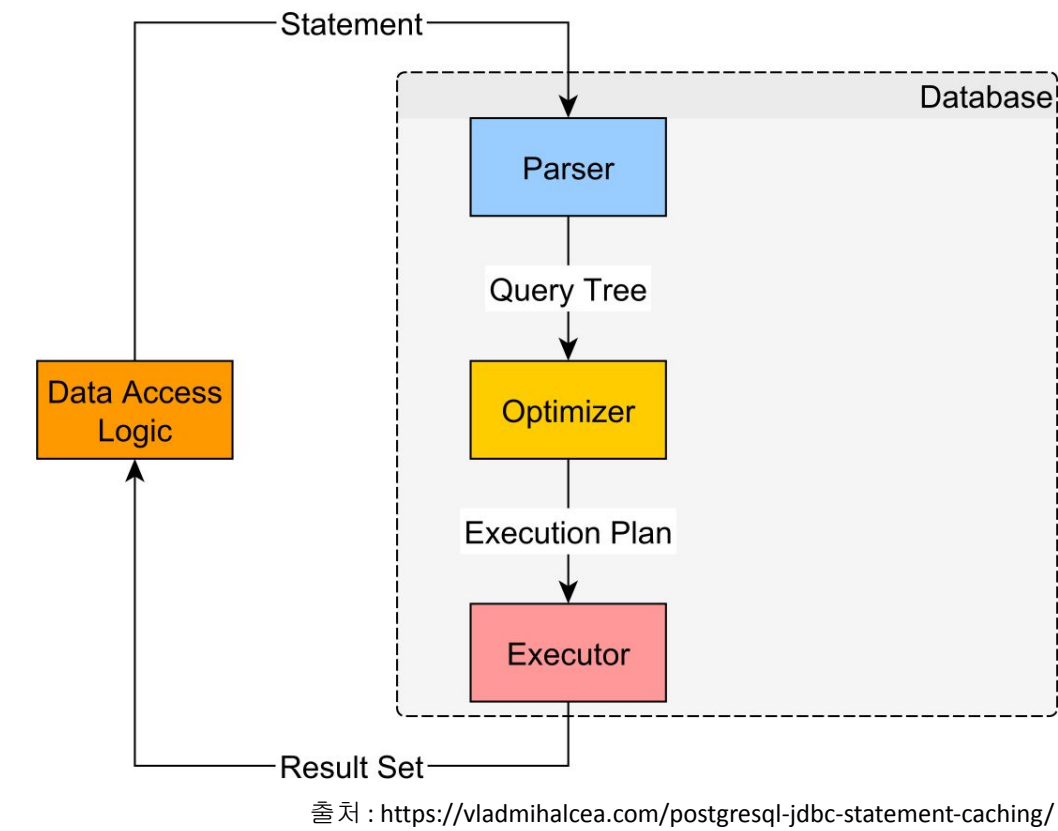 Statement
Database
Parser
Query Tree
Data Access
Logic
Optimizer
Execution Plan
Executor
Result Set
출처 : https://vladmihalcea.com/postgresql-jdbc-statement-caching/